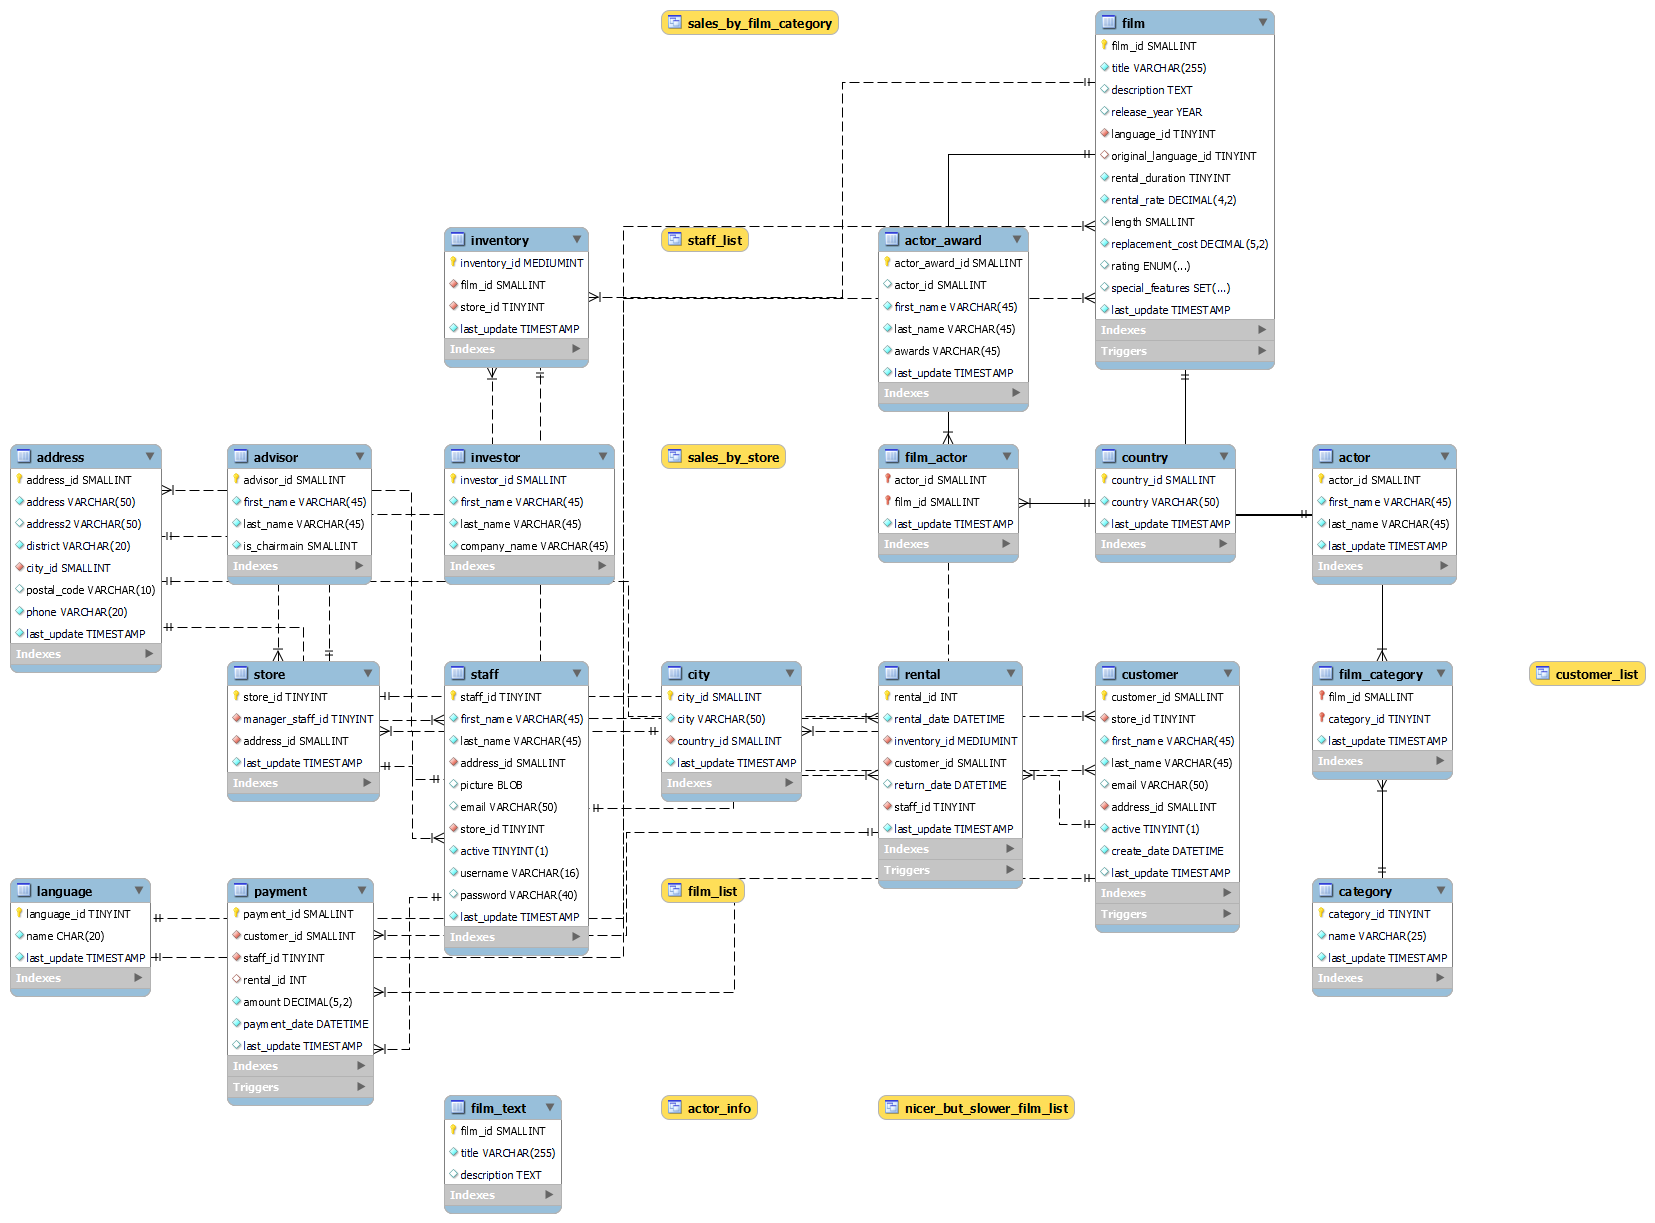 sales_by_film_category
film
film_id SMALLINT
title VARCHAR(255)
description TEXT
release_year YEAR
language_id TINYINT
original_language_id TINYINT
rental_duration TINYINT
rental_rate DECIMAL(4,2)
length SMALLINT
replacement_cost DECIMAL(5,2)
rating ENUM(...)
special_features SET(...)
last_update TIMESTAMP
Indexes
Triggers
inventory
inventory_id MEDIUMINT
film_id SMALLINT
store_id TINYINT
last_update TIMESTAMP
Indexes
staff_list
actor_award
actor_award_id SMALLINT
actor_id SMALLINT
first_name VARCHAR(45)
last_name VARCHAR(45)
awards VARCHAR(45)
last_update TIMESTAMP
Indexes
address
address_id SMALLINT
address VARCHAR(50)
address2 VARCHAR(50)
district VARCHAR(20)
city_id SMALLINT
postal_code VARCHAR(10)
phone VARCHAR(20)
last_update TIMESTAMP
Indexes
advisor
advisor_id SMALLINT
first_name VARCHAR(45)
last_name VARCHAR(45)
is_chairmain SMALLINT
Indexes
investor
investor_id SMALLINT
first_name VARCHAR(45)
last_name VARCHAR(45)
company_name VARCHAR(45)
Indexes
sales_by_store
film_actor
actor_id SMALLINT
film_id SMALLINT
last_update TIMESTAMP
Indexes
country
country_id SMALLINT
country VARCHAR(50)
last_update TIMESTAMP
Indexes
actor
actor_id SMALLINT
first_name VARCHAR(45)
last_name VARCHAR(45)
last_update TIMESTAMP
Indexes
store
store_id TINYINT
manager_staff_id TINYINT
address_id SMALLINT
last_update TIMESTAMP
Indexes
staff
staff_id TINYINT
first_name VARCHAR(45)
last_name VARCHAR(45)
address_id SMALLINT
picture BLOB
email VARCHAR(50)
store_id TINYINT
active TINYINT(1)
username VARCHAR(16)
password VARCHAR(40)
last_update TIMESTAMP
Indexes
city
city_id SMALLINT
city VARCHAR(50)
country_id SMALLINT
last_update TIMESTAMP
Indexes
rental
rental_id INT
rental_date DATETIME
inventory_id MEDIUMINT
customer_id SMALLINT
return_date DATETIME
staff_id TINYINT
last_update TIMESTAMP
Indexes
Triggers
customer
customer_id SMALLINT
store_id TINYINT
first_name VARCHAR(45)
last_name VARCHAR(45)
email VARCHAR(50)
address_id SMALLINT
active TINYINT(1)
create_date DATETIME
last_update TIMESTAMP
Indexes
Triggers
film_category
film_id SMALLINT
category_id TINYINT
last_update TIMESTAMP
Indexes
customer_list
language
language_id TINYINT
name CHAR(20)
last_update TIMESTAMP
Indexes
payment
payment_id SMALLINT
customer_id SMALLINT
staff_id TINYINT
rental_id INT
amount DECIMAL(5,2)
payment_date DATETIME
last_update TIMESTAMP
Indexes
Triggers
film_list
category
category_id TINYINT
name VARCHAR(25)
last_update TIMESTAMP
Indexes
film_text
film_id SMALLINT
title VARCHAR(255)
description TEXT
Indexes
actor_info
nicer_but_slower_film_list